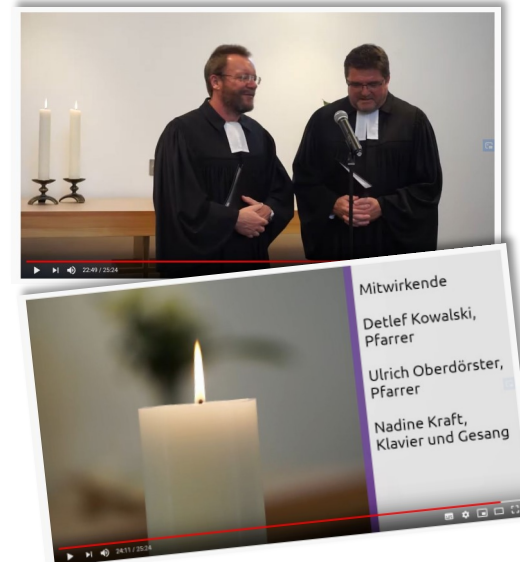 22:49 / 25:24
Mitwirkende
Detlef Kowalski,
Pfarrer
Ulrich Oberdörster,
Pfarrer
Nadine Kraft,
Klavier und Gesang
24:11 / 25:24